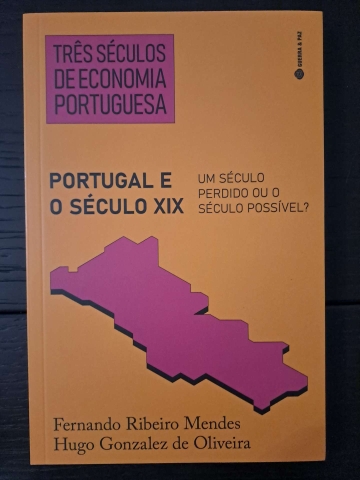 TRÊS SÉCULOS
DE ECONOMIA
PORTUGUESA
GUERRA & PAZ
PORTUGAL E
O SÉCULO XIX
UM SÉCULO
PERDIDO OU O
SÉCULO POSSÍVEL?
Fernando Ribeiro Mendes
Hugo Gonzalez de Oliveira